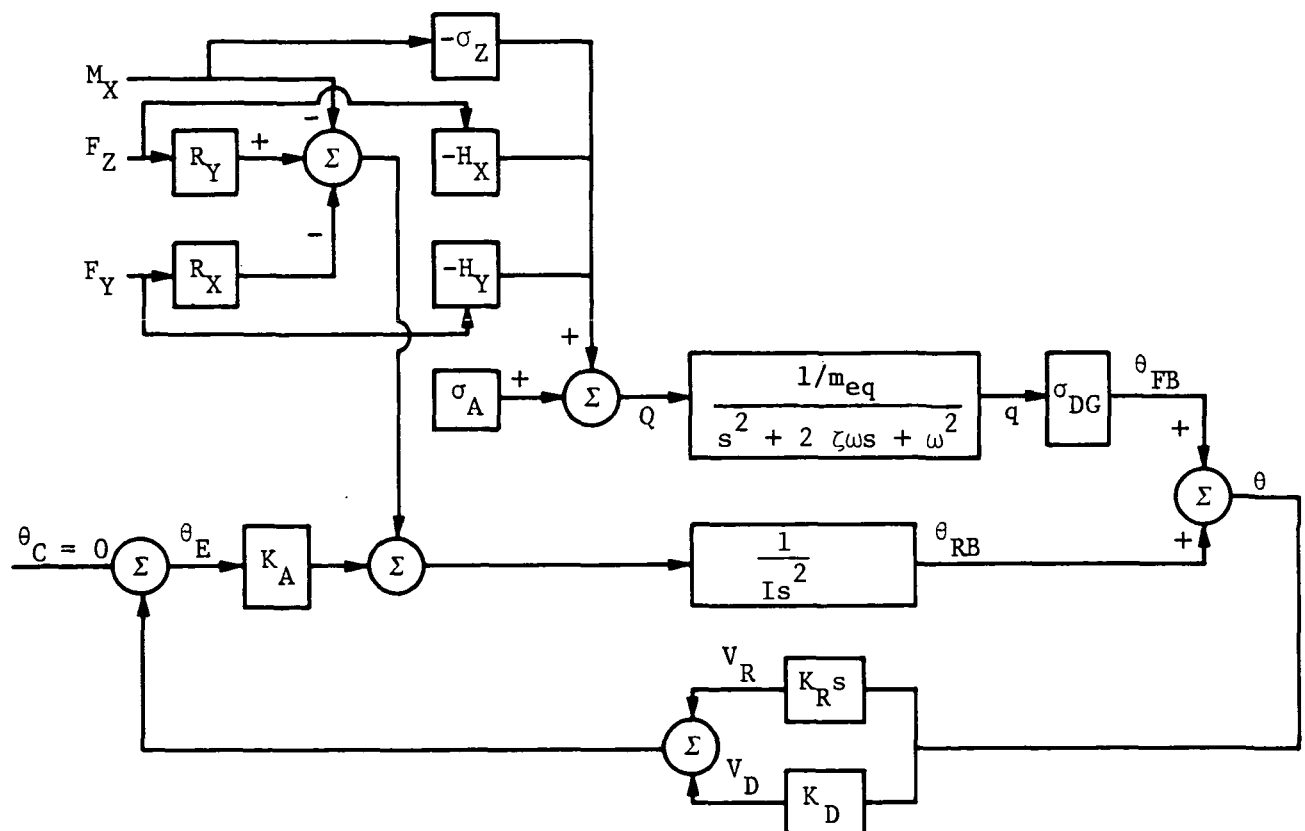 -σ_Z
M_X
-
F_Z
R_Y
+
Σ
-H_X
-
F_Y
R_X
-H_Y
+
σ_A
+
Σ
Q
1/m_eq
s^2 + 2 ζωs + ω^2
q
σ_DG
θ_FB
+
Σ
θ
θ_C = 0
Σ
θ_E
K_A
Σ
1
Is^2
θ_RB
+
V_R
K_R s
Σ
V_D
K_D